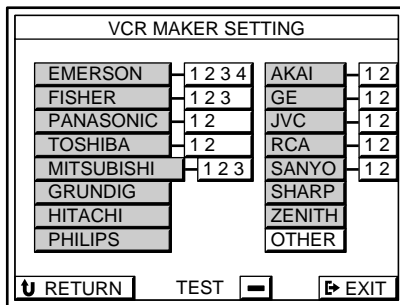 VCR MAKER SETTING
EMERSON 1 2 3 4 AKAI 1 2
FISHER 1 2 3 GE 1 2
PANASONIC 1 2 JVC 1 2
TOSHIBA 1 2 RCA 1 2
MITSUBISHI 1 2 3 SANYO 1 2
GRUNDIG SHARP
HITACHI ZENITH
PHILIPS OTHER
RETURN TEST EXIT